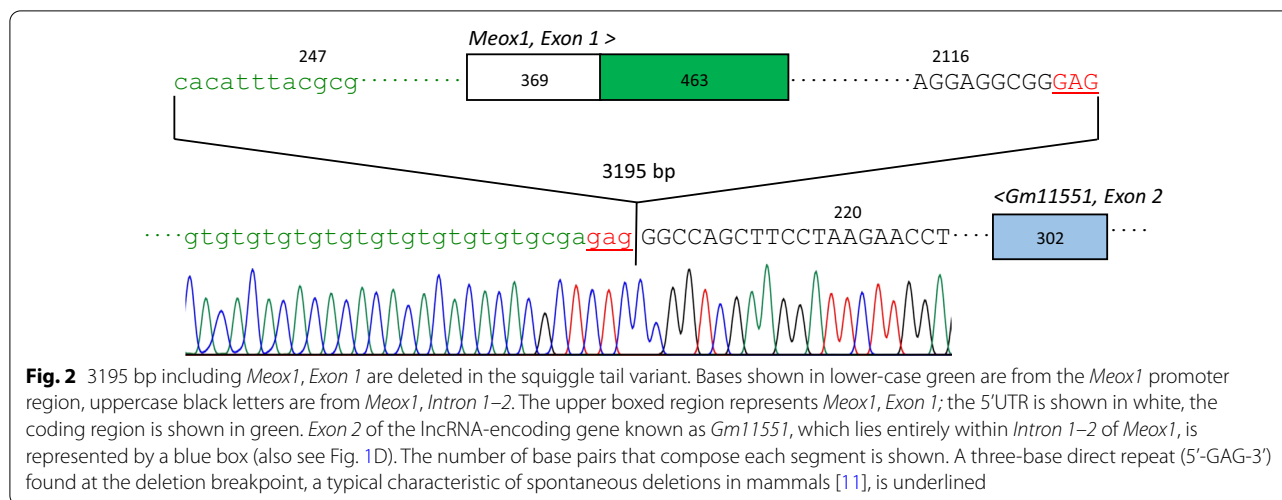 Meox1, Exon 1 >
247 2116
cacatttacgcg·········· 369 463 ············AGGAGGCGGGAG
3195 bp
<Gm11551, Exon 2
220
····gtgtgtgtgtgtgtgtgtgtgtgtgcgagag GGCCAGCTTCCTAAGAACCT···· 302 ····
Fig. 2 3195 bp including Meox1, Exon 1 are deleted in the squiggle tail variant. Bases shown in lower-case green are from the Meox1 promoter
region, uppercase black letters are from Meox1, Intron 1–2. The upper boxed region represents Meox1, Exon 1; the 5’UTR is shown in white, the
coding region is shown in green. Exon 2 of the lncRNA-encoding gene known as Gm11551, which lies entirely within Intron 1–2 of Meox1, is
represented by a blue box (also see Fig. 1D). The number of base pairs that compose each segment is shown. A three-base direct repeat (5’-GAG-3’)
found at the deletion breakpoint, a typical characteristic of spontaneous deletions in mammals [11], is underlined